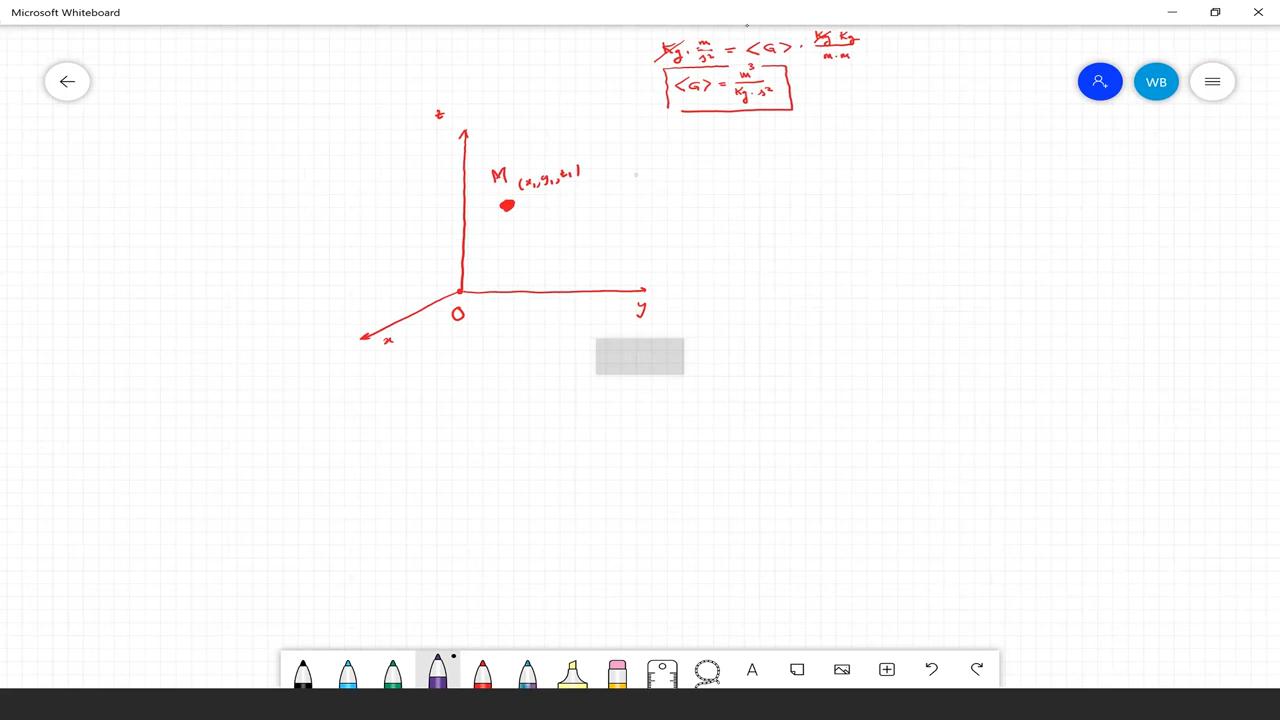 Microsoft Whiteboard
Kg · m/s² = <G> · Kg Kg / m · m
<G> = m³ / Kg · s²
WB
z
M (x₁, y₁, z₁)
O
y
x
A